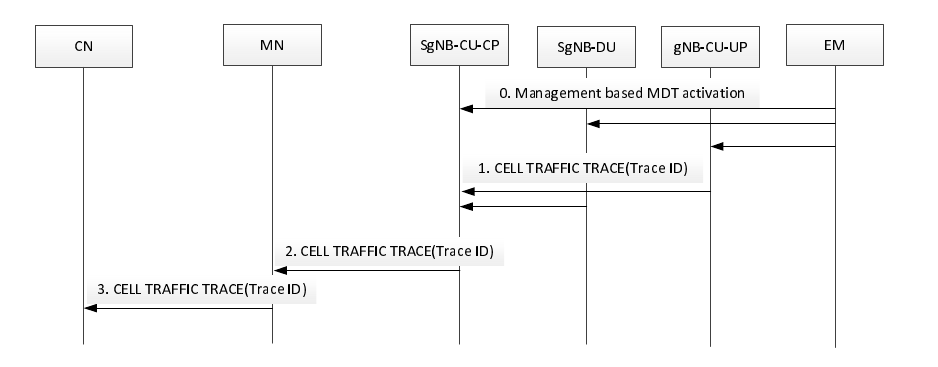 CN
MN
SgNB-CU-CP
SgNB-DU
gNB-CU-UP
EM
0. Management based MDT activation
1. CELL TRAFFIC TRACE(Trace ID)
2. CELL TRAFFIC TRACE(Trace ID)
3. CELL TRAFFIC TRACE(Trace ID)